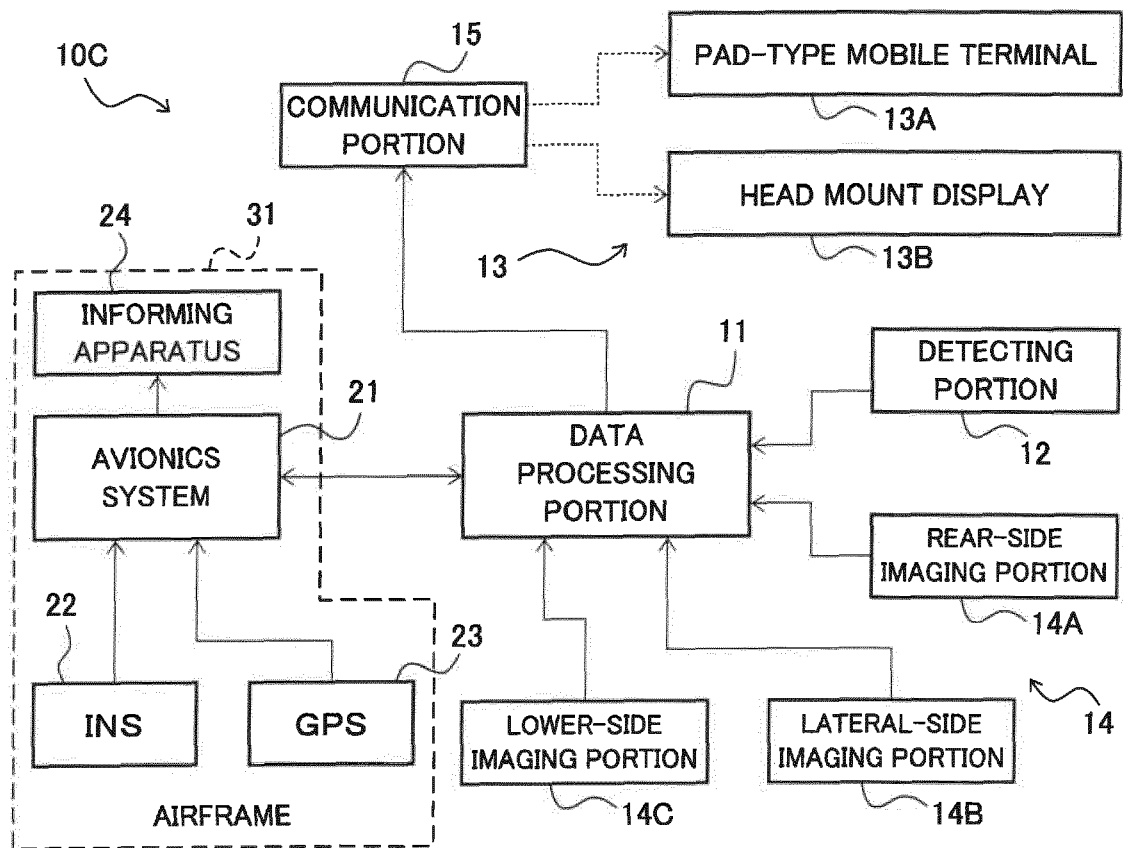 10C
15
COMMUNICATION
PORTION
PAD-TYPE MOBILE TERMINAL
13A
HEAD MOUNT DISPLAY
13B
13
24
31
INFORMING
APPARATUS
21
AVIONICS
SYSTEM
11
DATA
PROCESSING
PORTION
DETECTING
PORTION
12
REAR-SIDE
IMAGING PORTION
14A
22
INS
23
GPS
AIRFRAME
LOWER-SIDE
IMAGING PORTION
14C
LATERAL-SIDE
IMAGING PORTION
14B
14